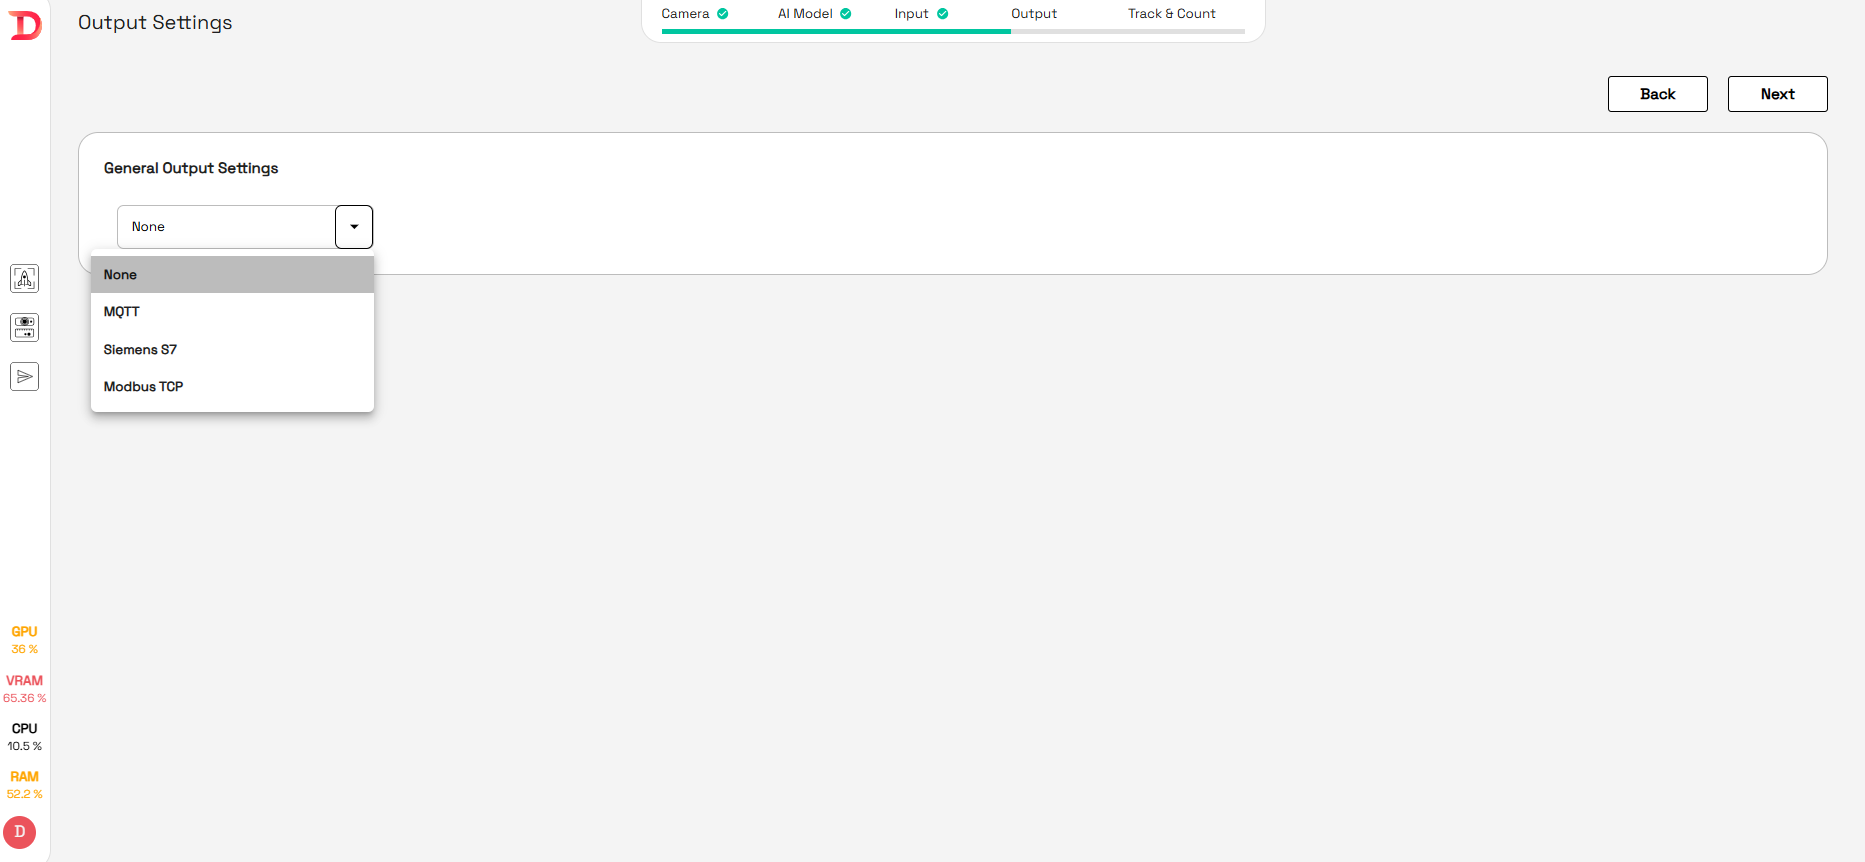 Output Settings
Camera
AI Model
Input
Output
Track & Count
Back
Next
General Output Settings
None
None
MQTT
Siemens S7
Modbus TCP
GPU
36 %
VRAM
65.36 %
CPU
10.5 %
RAM
52.2 %
D